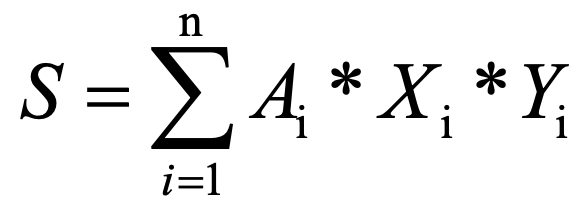 n
S = ∑ A_i * X_i * Y_i
i=1